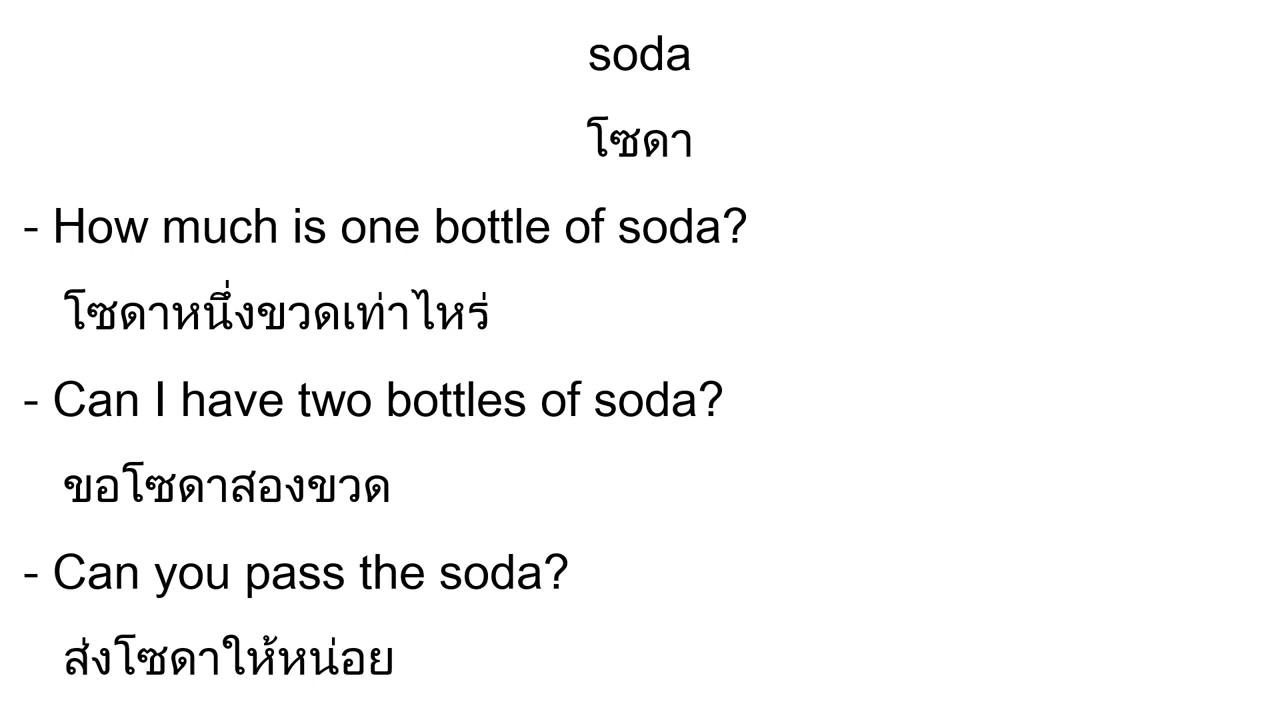 soda
โซดา
- How much is one bottle of soda?
โซดาหนึ่งขวดเท่าไหร่
- Can I have two bottles of soda?
ขอโซดาสองขวด
- Can you pass the soda?
ส่งโซดาให้หน่อย